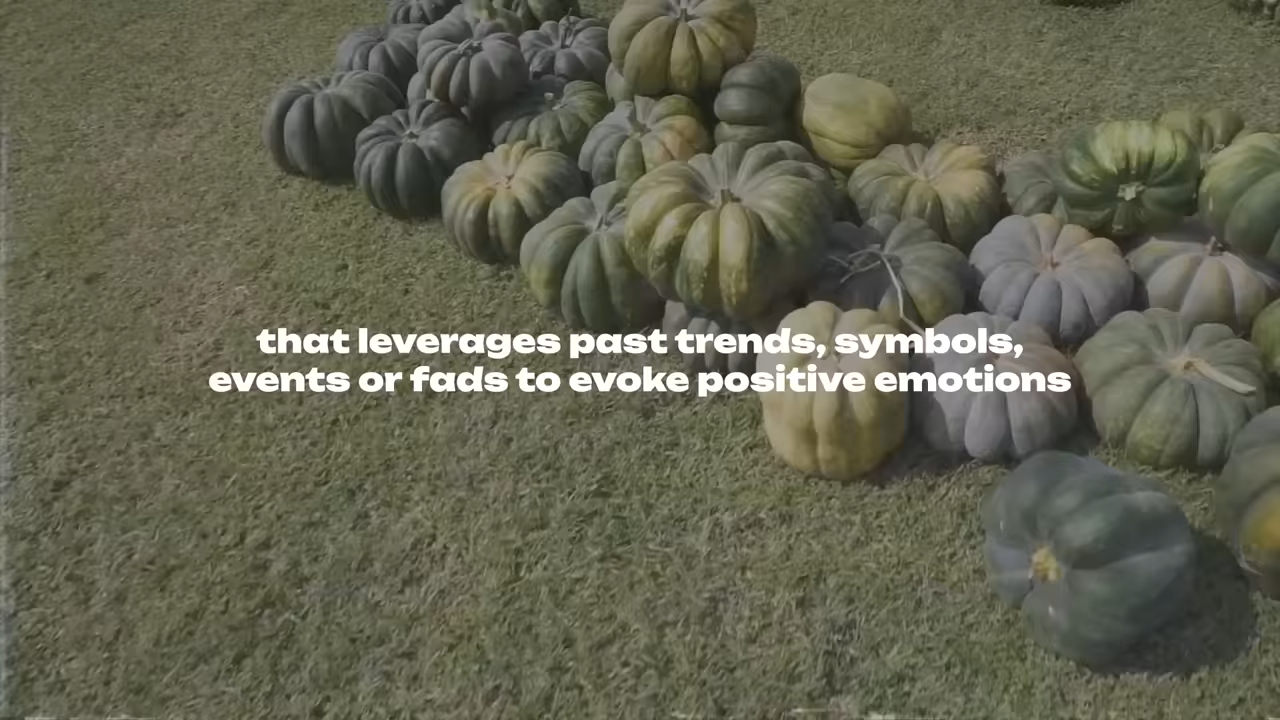 that leverages past trends, symbols,
events or fads to evoke positive emotions